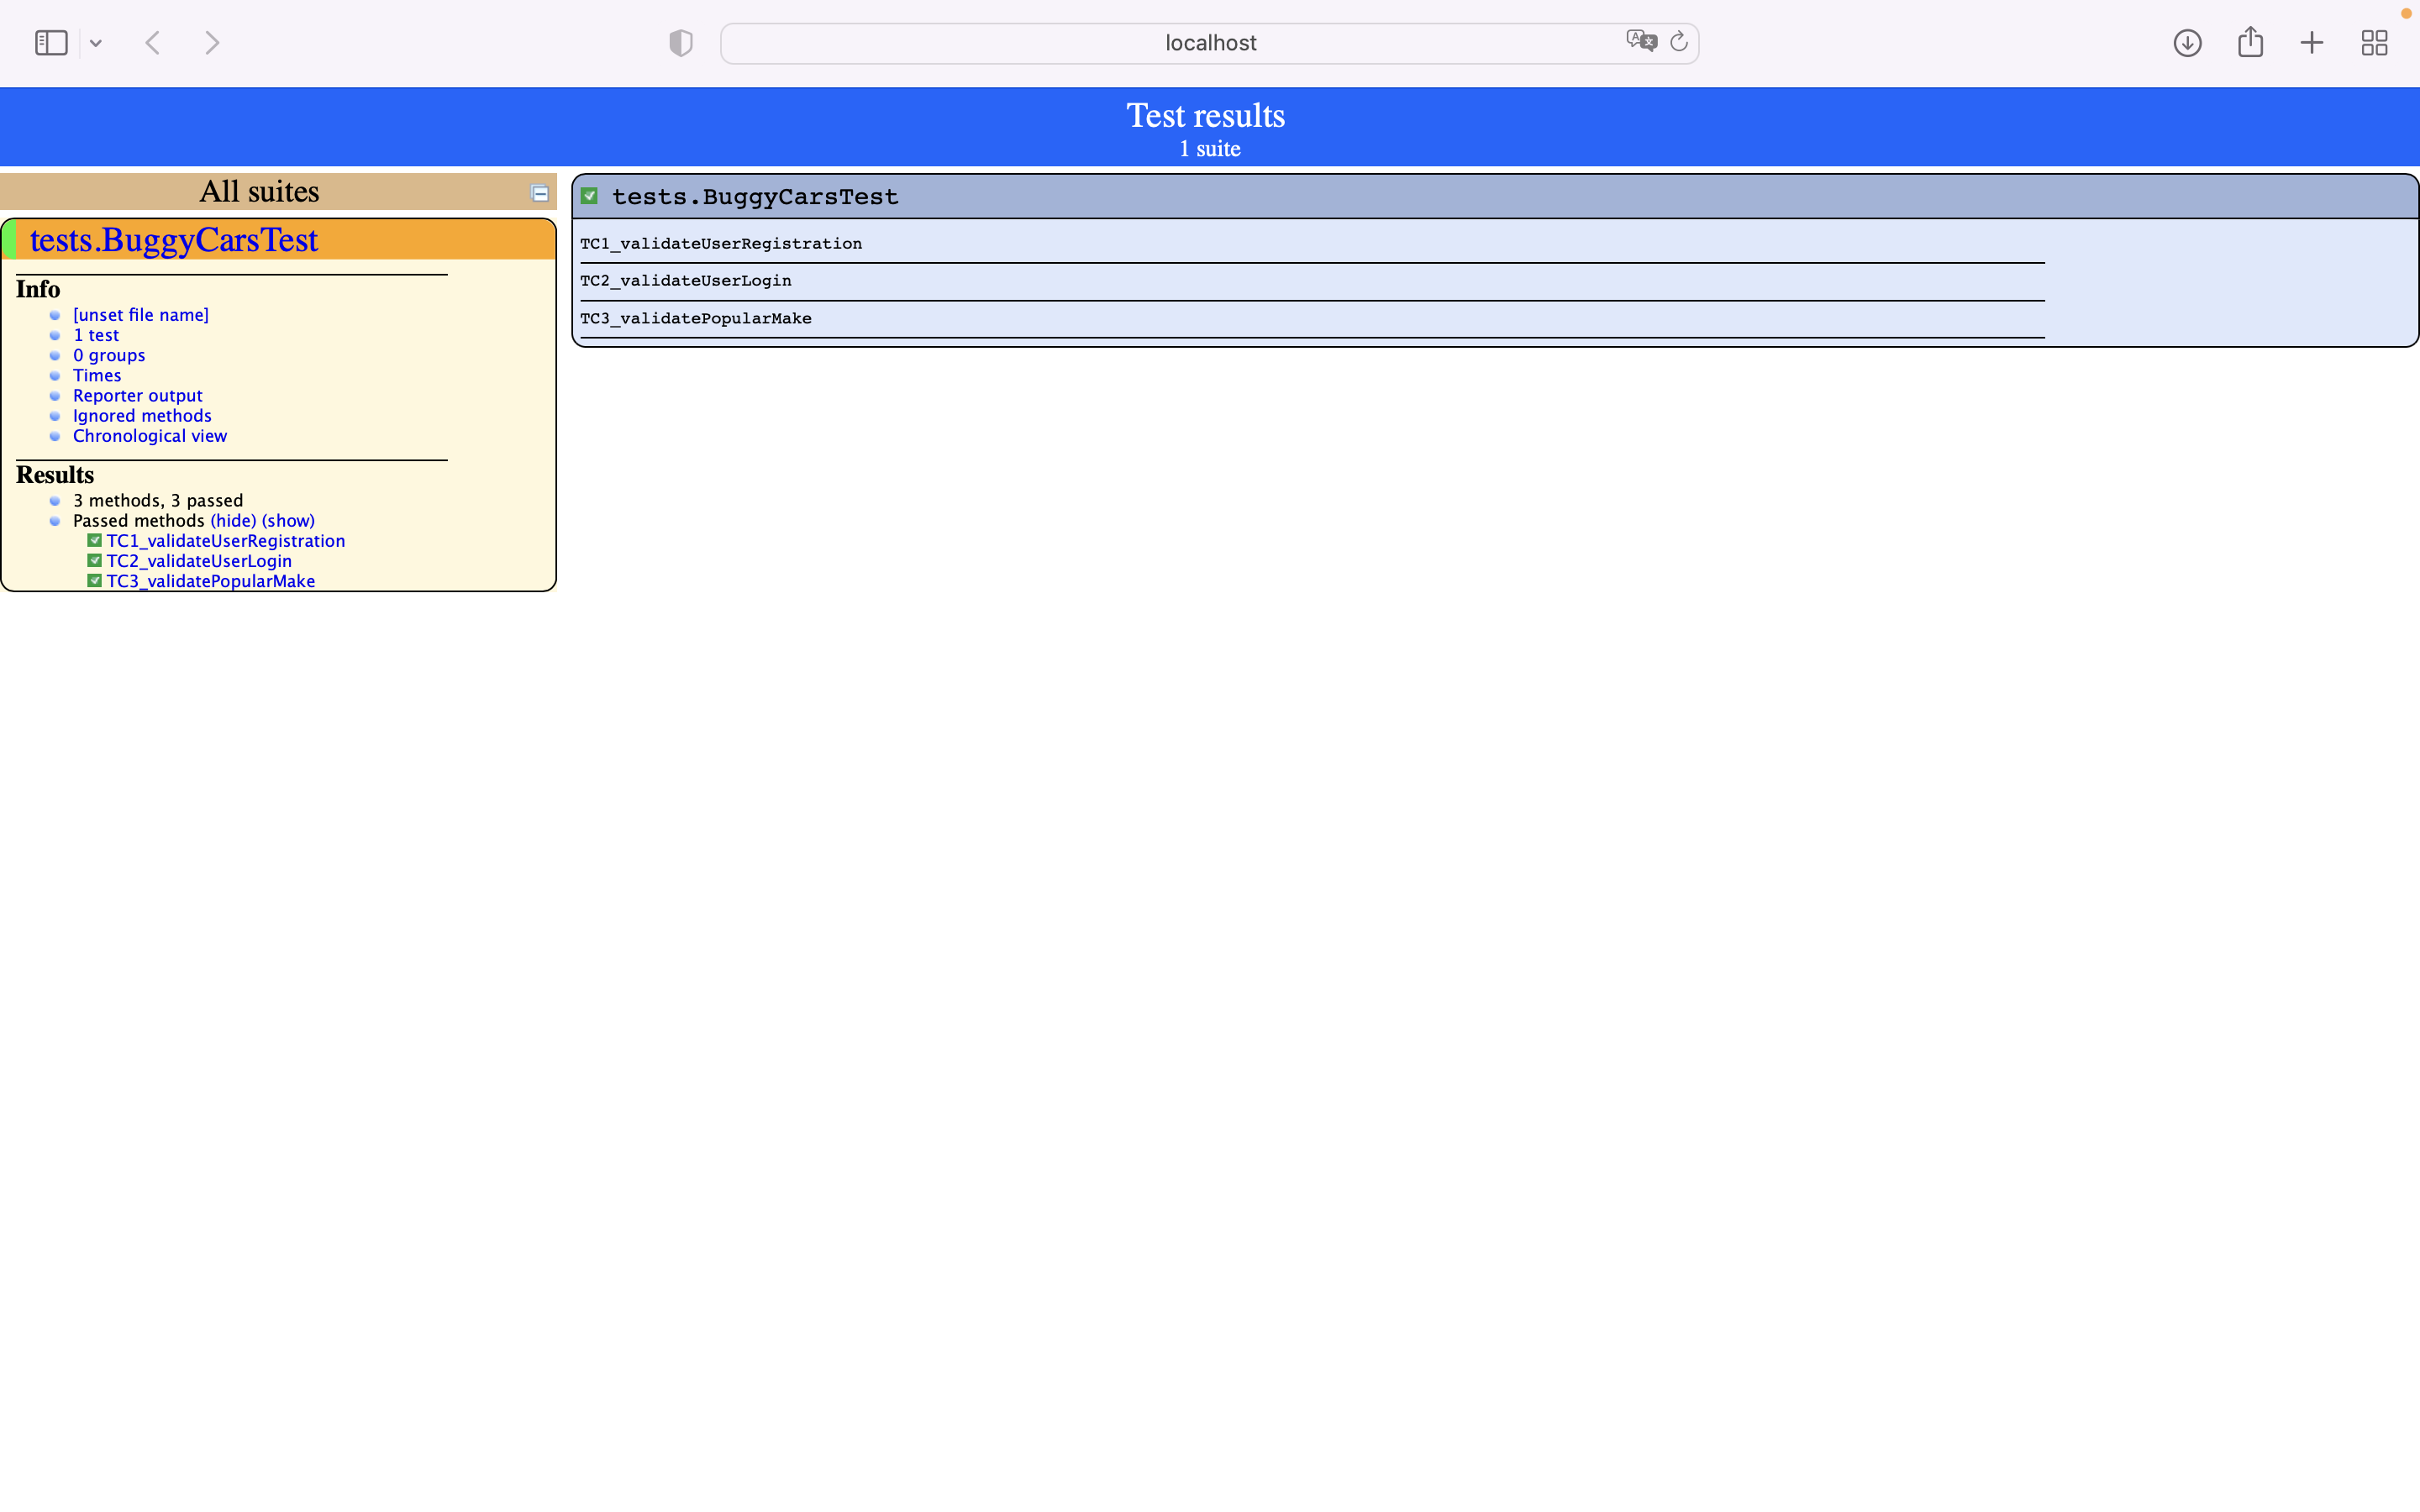 localhost
Test results
1 suite
All suites
tests.BuggyCarsTest
Info
[unset file name]
1 test
0 groups
Times
Reporter output
Ignored methods
Chronological view
Results
3 methods, 3 passed
Passed methods (hide) (show)
TC1_validateUserRegistration
TC2_validateUserLogin
TC3_validatePopularMake
tests.BuggyCarsTest
TC1_validateUserRegistration
TC2_validateUserLogin
TC3_validatePopularMake